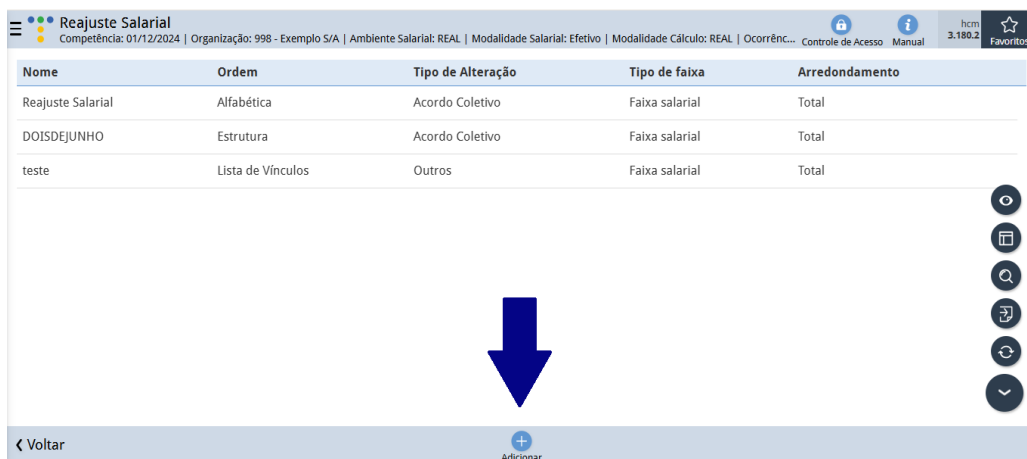 Reajuste Salarial
Competência: 01/12/2024 | Organização: 998 - Exemplo S/A | Ambiente Salarial: REAL | Modalidade Salarial: Efetivo | Modalidade Cálculo: REAL | Ocorrênc...
Controle de Acesso
Manual
hcm
3.180.2
Favoritos
Nome Ordem Tipo de Alteração Tipo de faixa Arredondamento
Reajuste Salarial Alfabética Acordo Coletivo Faixa salarial Total
DOISDEJUNHO Estrutura Acordo Coletivo Faixa salarial Total
teste Lista de Vínculos Outros Faixa salarial Total
Voltar
Adicionar